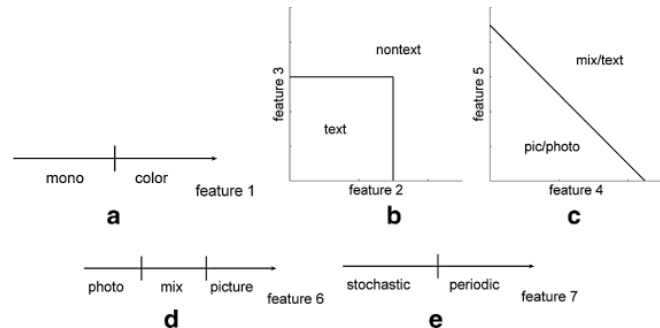 mono
color
feature 1
a
feature 3
nontext
text
feature 2
b
feature 5
mix/text
pic/photo
feature 4
c
photo
mix
picture
feature 6
d
stochastic
periodic
feature 7
e